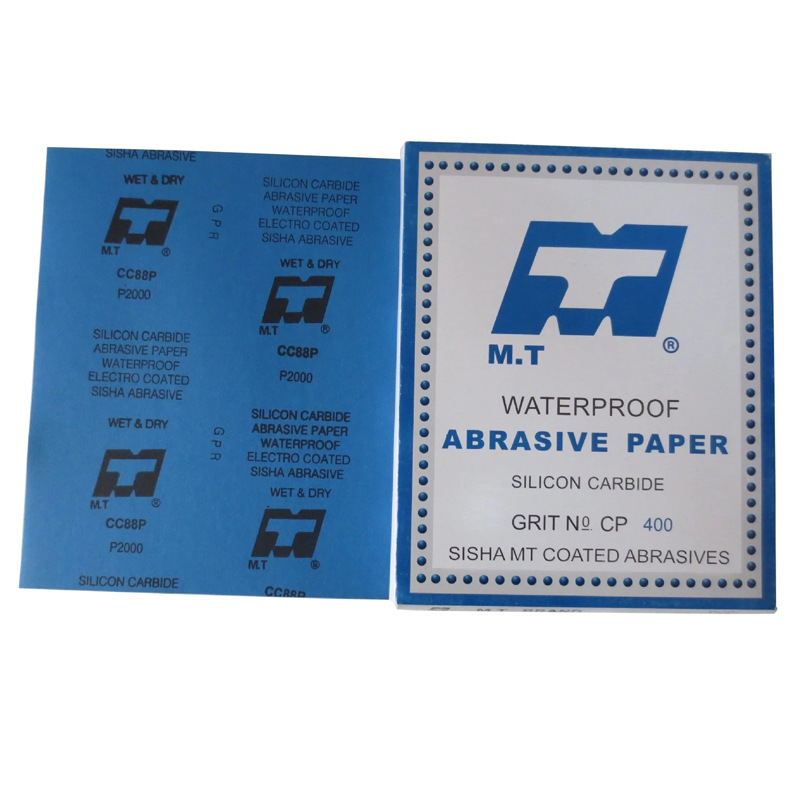 SISHA ABRASIVE
WET & DRY
M.T ®
CC88P
P2000
SILICON CARBIDE
ABRASIVE PAPER
WATERPROOF
ELECTRO COATED
SISHA ABRASIVE
WET & DRY
M.T ®
CC88P
P2000
SILICON CARBIDE
GPR
GPR
SILICON CARBIDE
ABRASIVE PAPER
WATERPROOF
ELECTRO COATED
SISHA ABRASIVE
WET & DRY
M.T ®
CC88P
P2000
SILICON CARBIDE
ABRASIVE PAPER
WATERPROOF
ELECTRO COATED
SISHA ABRASIVE
WET & DRY
M.T ®
CC88P
M.T ®
WATERPROOF
ABRASIVE PAPER
SILICON CARBIDE
GRIT No. CP 400
SISHA MT COATED ABRASIVES
M.T. BRAND